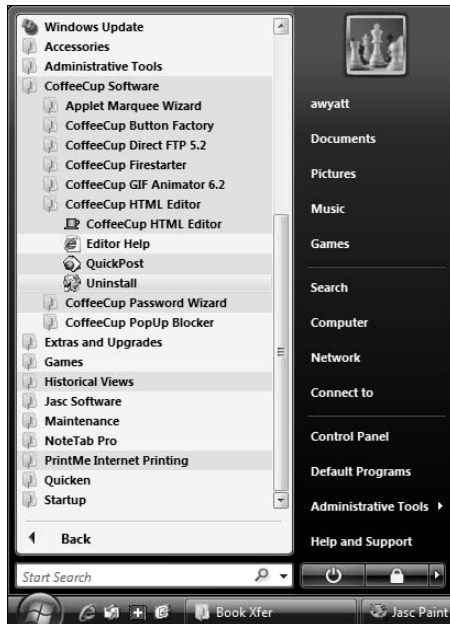 Windows Update
Accessories
Administrative Tools
CoffeeCup Software
Applet Marquee Wizard
CoffeeCup Button Factory
CoffeeCup Direct FTP 5.2
CoffeeCup Firestarter
CoffeeCup GIF Animator 6.2
CoffeeCup HTML Editor
CoffeeCup HTML Editor
Editor Help
QuickPost
Uninstall
CoffeeCup Password Wizard
CoffeeCup PopUp Blocker
Extras and Upgrades
Games
Historical Views
Jasc Software
Maintenance
NoteTab Pro
PrintMe Internet Printing
Quicken
Startup
Back
Start Search
awyatt
Documents
Pictures
Music
Games
Search
Computer
Network
Connect to
Control Panel
Default Programs
Administrative Tools
Help and Support
Book Xfer
Jasc Paint